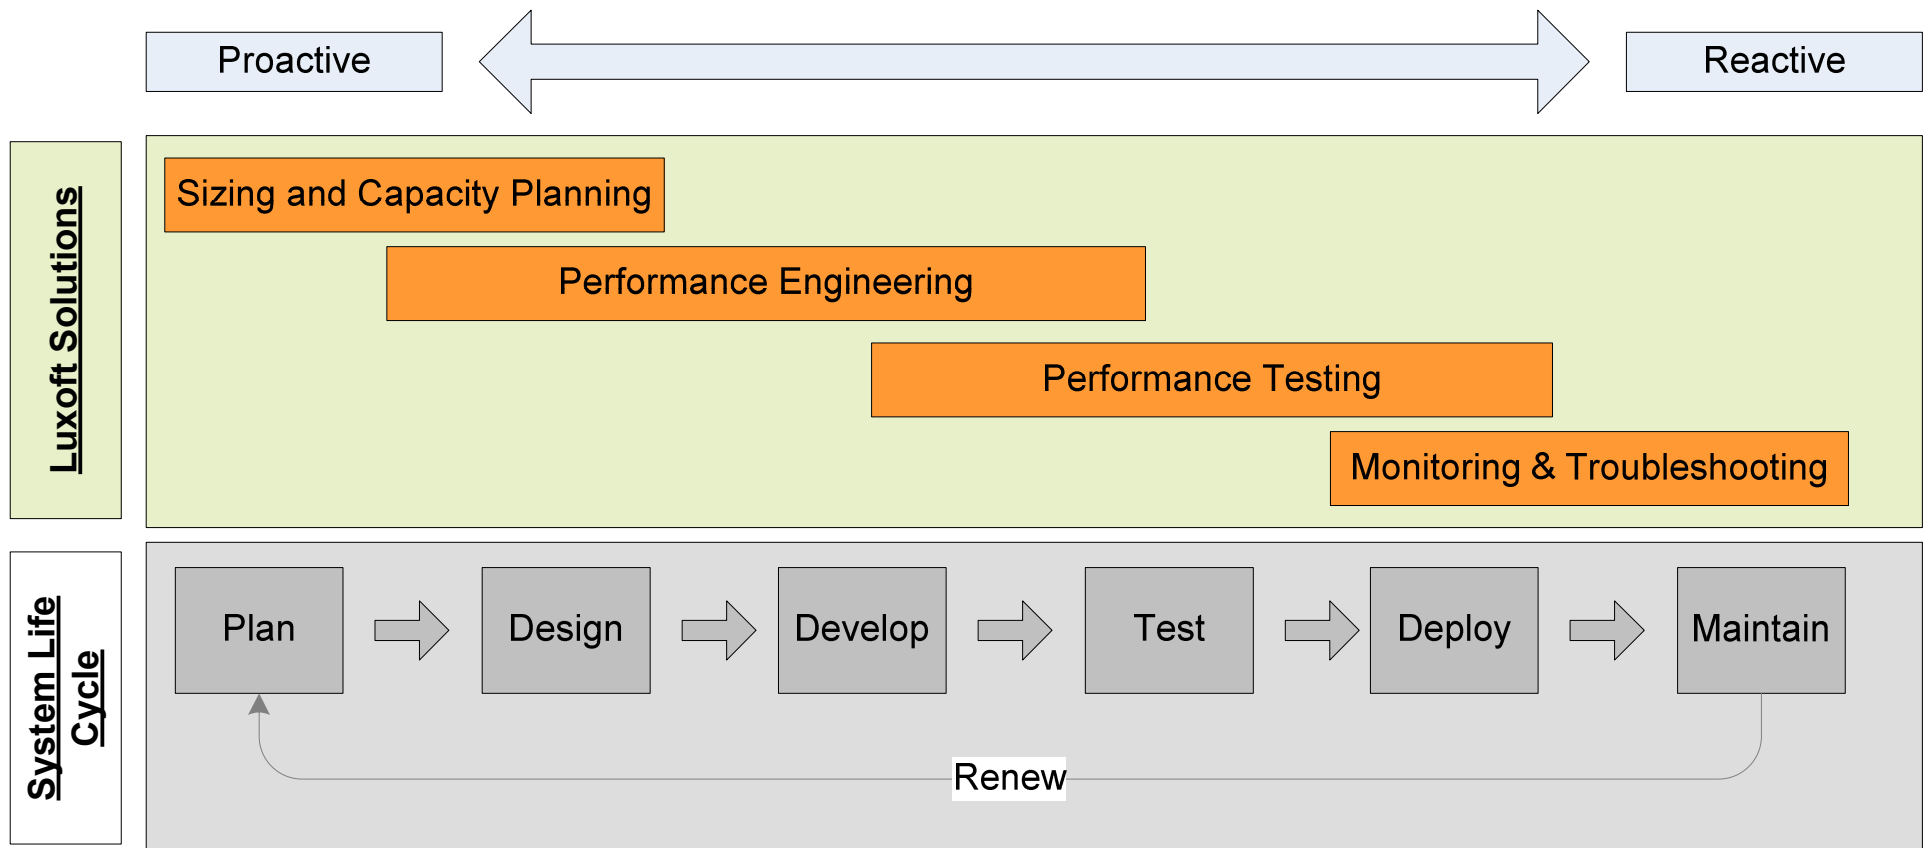 Proactive
Reactive
Luxoft Solutions
Sizing and Capacity Planning
Performance Engineering
Performance Testing
Monitoring & Troubleshooting
System Life
Cycle
Plan
Design
Develop
Test
Deploy
Maintain
Renew